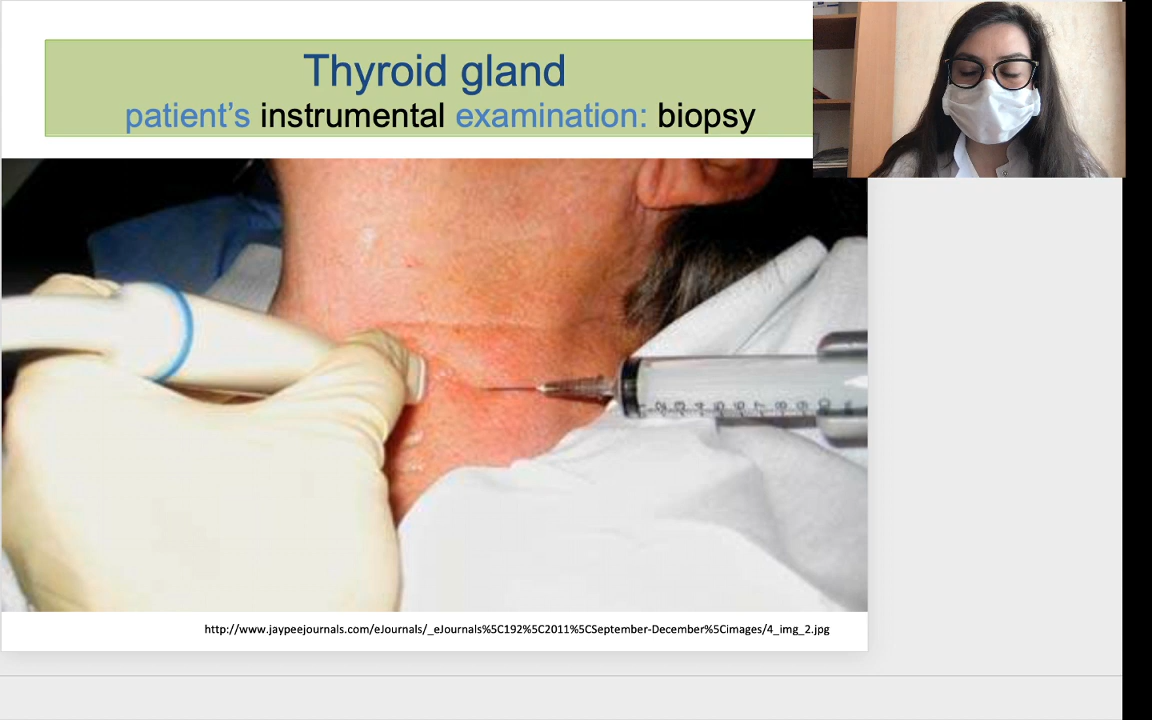 Thyroid gland
patient’s instrumental examination: biopsy
http://www.jaypeejournals.com/eJournals/_eJournals%5C192%5C2011%5CSeptember-December%5Cimages/4_img_2.jpg